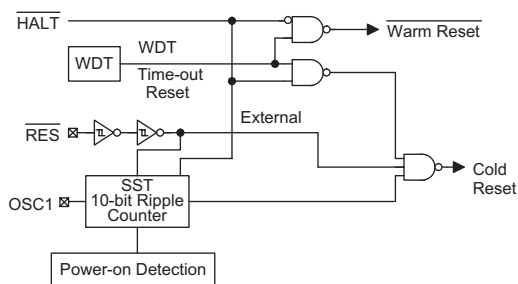 HALT
Warm Reset
WDT
WDT
Time-out
Reset
RES
External
SST
10-bit Ripple
Counter
OSC1
Cold
Reset
Power-on Detection